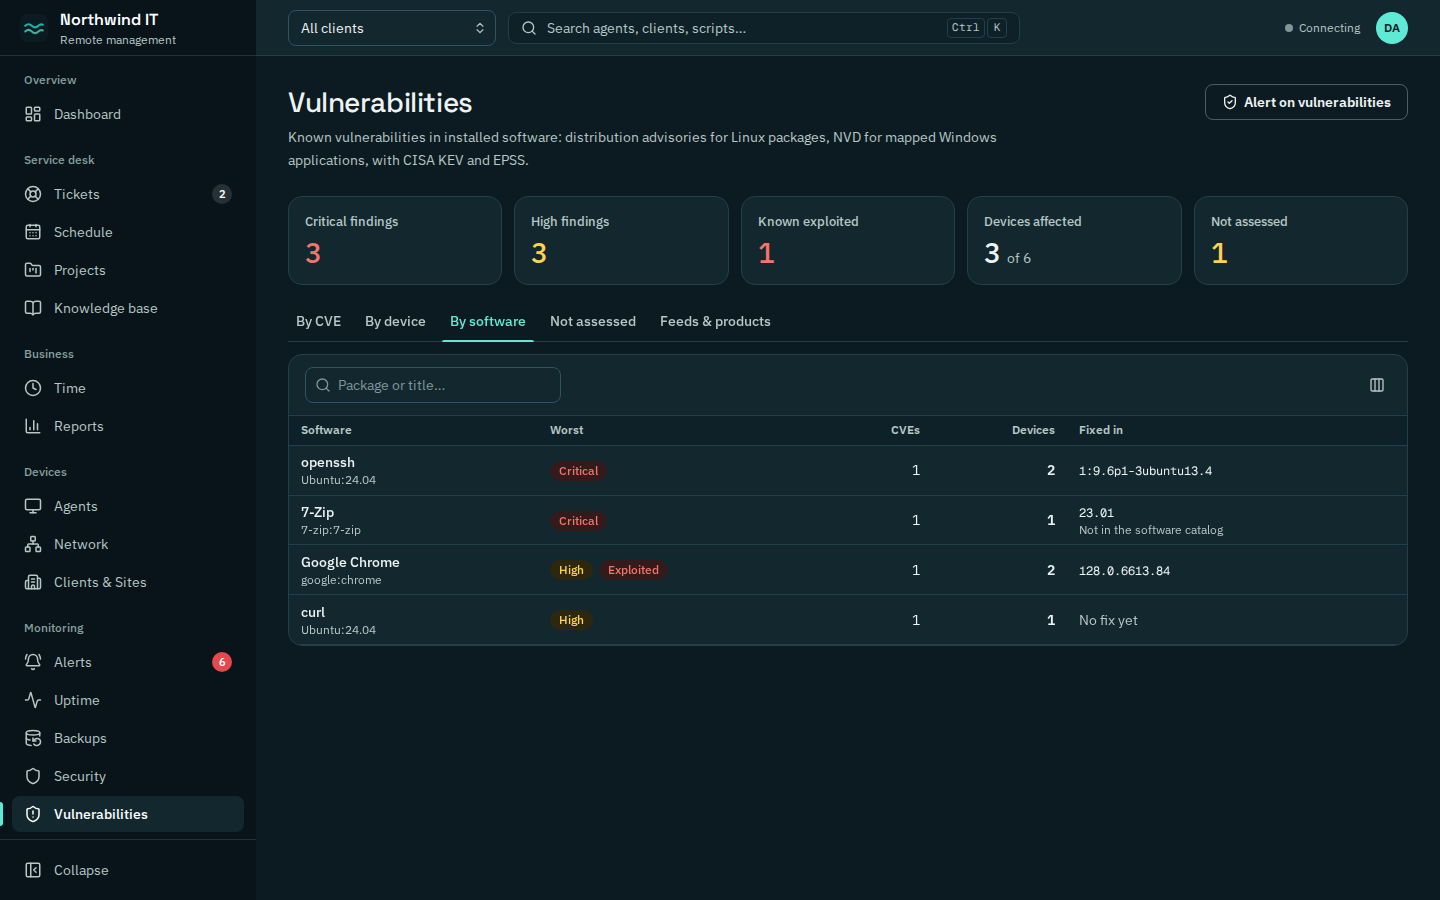 Northwind IT
Remote management
All clients
Search agents, clients, scripts...
Ctrl K
Connecting
DA
Overview
Dashboard
Service desk
Tickets 2
Schedule
Projects
Knowledge base
Business
Time
Reports
Devices
Agents
Network
Clients & Sites
Monitoring
Alerts 6
Uptime
Backups
Security
Vulnerabilities
Collapse
Vulnerabilities
Alert on vulnerabilities
Known vulnerabilities in installed software: distribution advisories for Linux packages, NVD for mapped Windows
applications, with CISA KEV and EPSS.
Critical findings
3
High findings
3
Known exploited
1
Devices affected
3 of 6
Not assessed
1
By CVE By device By software Not assessed Feeds & products
Package or title...
Software Worst CVEs Devices Fixed in
openssh
Ubuntu:24.04
Critical 1 2 1:9.6p1-3ubuntu13.4
7-Zip
7-zip:7-zip
Critical 1 1 23.01
Not in the software catalog
Google Chrome
google:chrome
High Exploited 1 2 128.0.6613.84
curl
Ubuntu:24.04
High 1 1 No fix yet